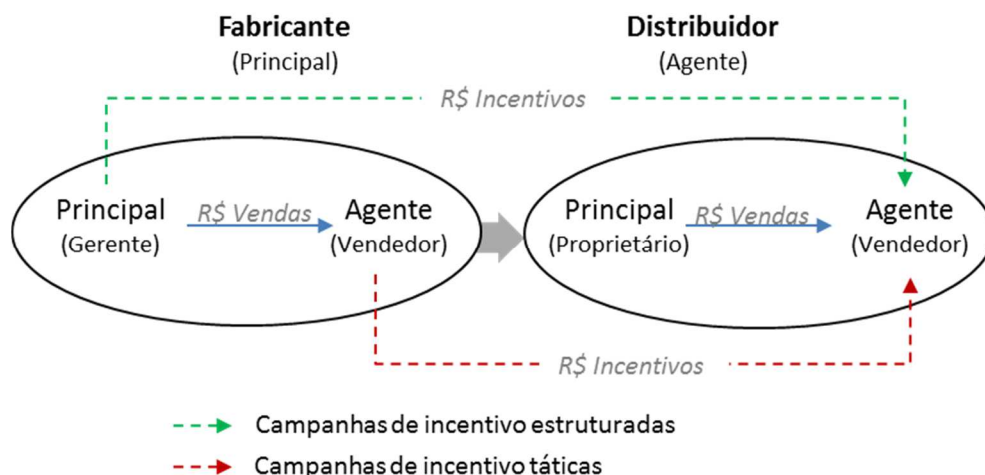 Fabricante
(Principal)
Distribuidor
(Agente)
R$ Incentivos
Principal
(Gerente)
R$ Vendas
Agente
(Vendedor)
Principal
(Proprietário)
R$ Vendas
Agente
(Vendedor)
R$ Incentivos
Campanhas de incentivo estruturadas
Campanhas de incentivo táticas